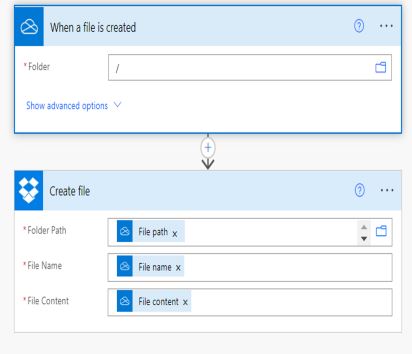 When a file is created
* Folder
/
Show advanced options
Create file
* Folder Path
File path x
* File Name
File name x
* File Content
File content x